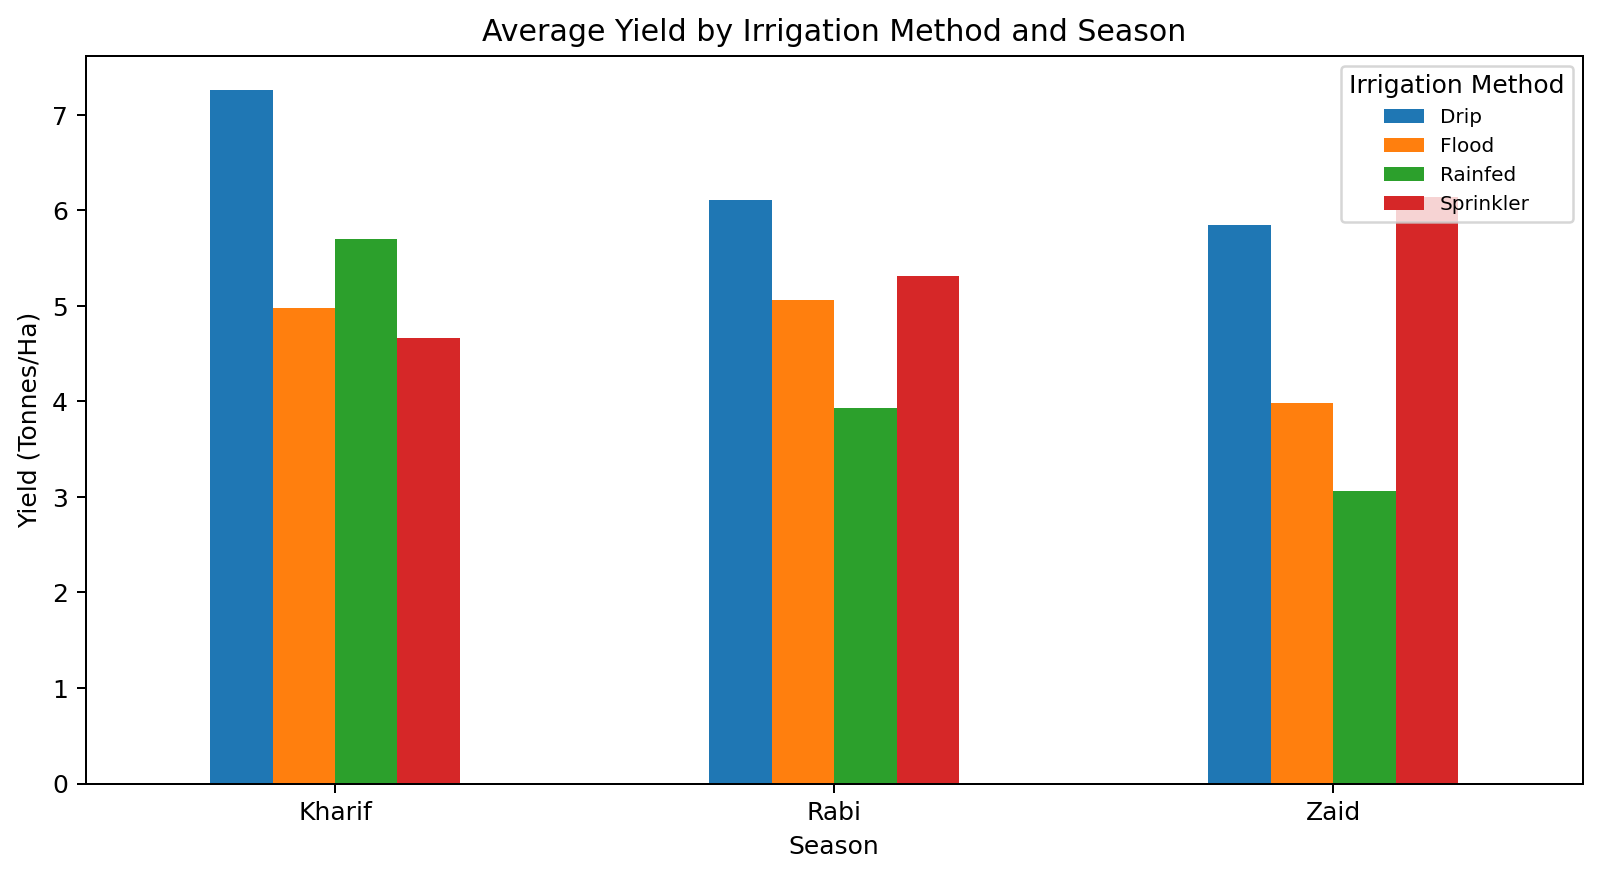 Average Yield by Irrigation Method and Season
Irrigation Method
Drip
Flood
Rainfed
Sprinkler
Yield (Tonnes/Ha)
7
6
5
4
3
2
1
0
Kharif Rabi Zaid
Season